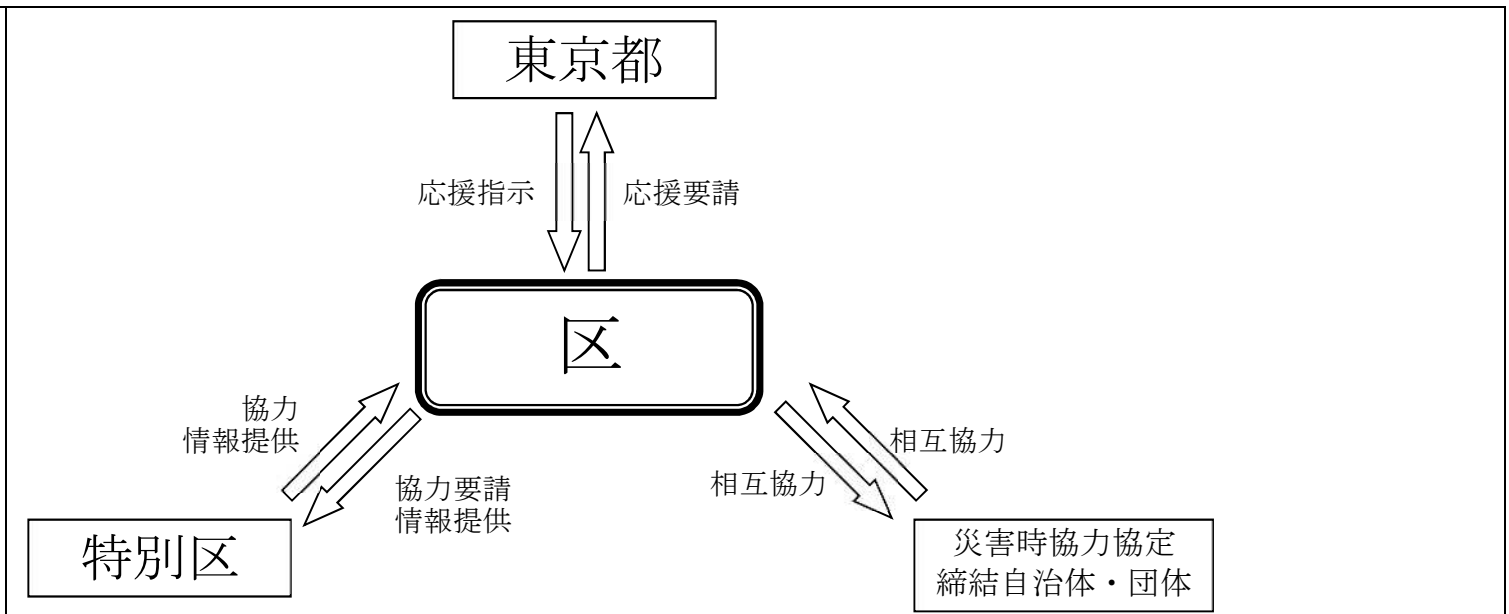 東京都
応援指示
応援要請
区
協力
情報提供
協力要請
情報提供
相互協力
相互協力
特別区
災害時協力協定
締結自治体・団体